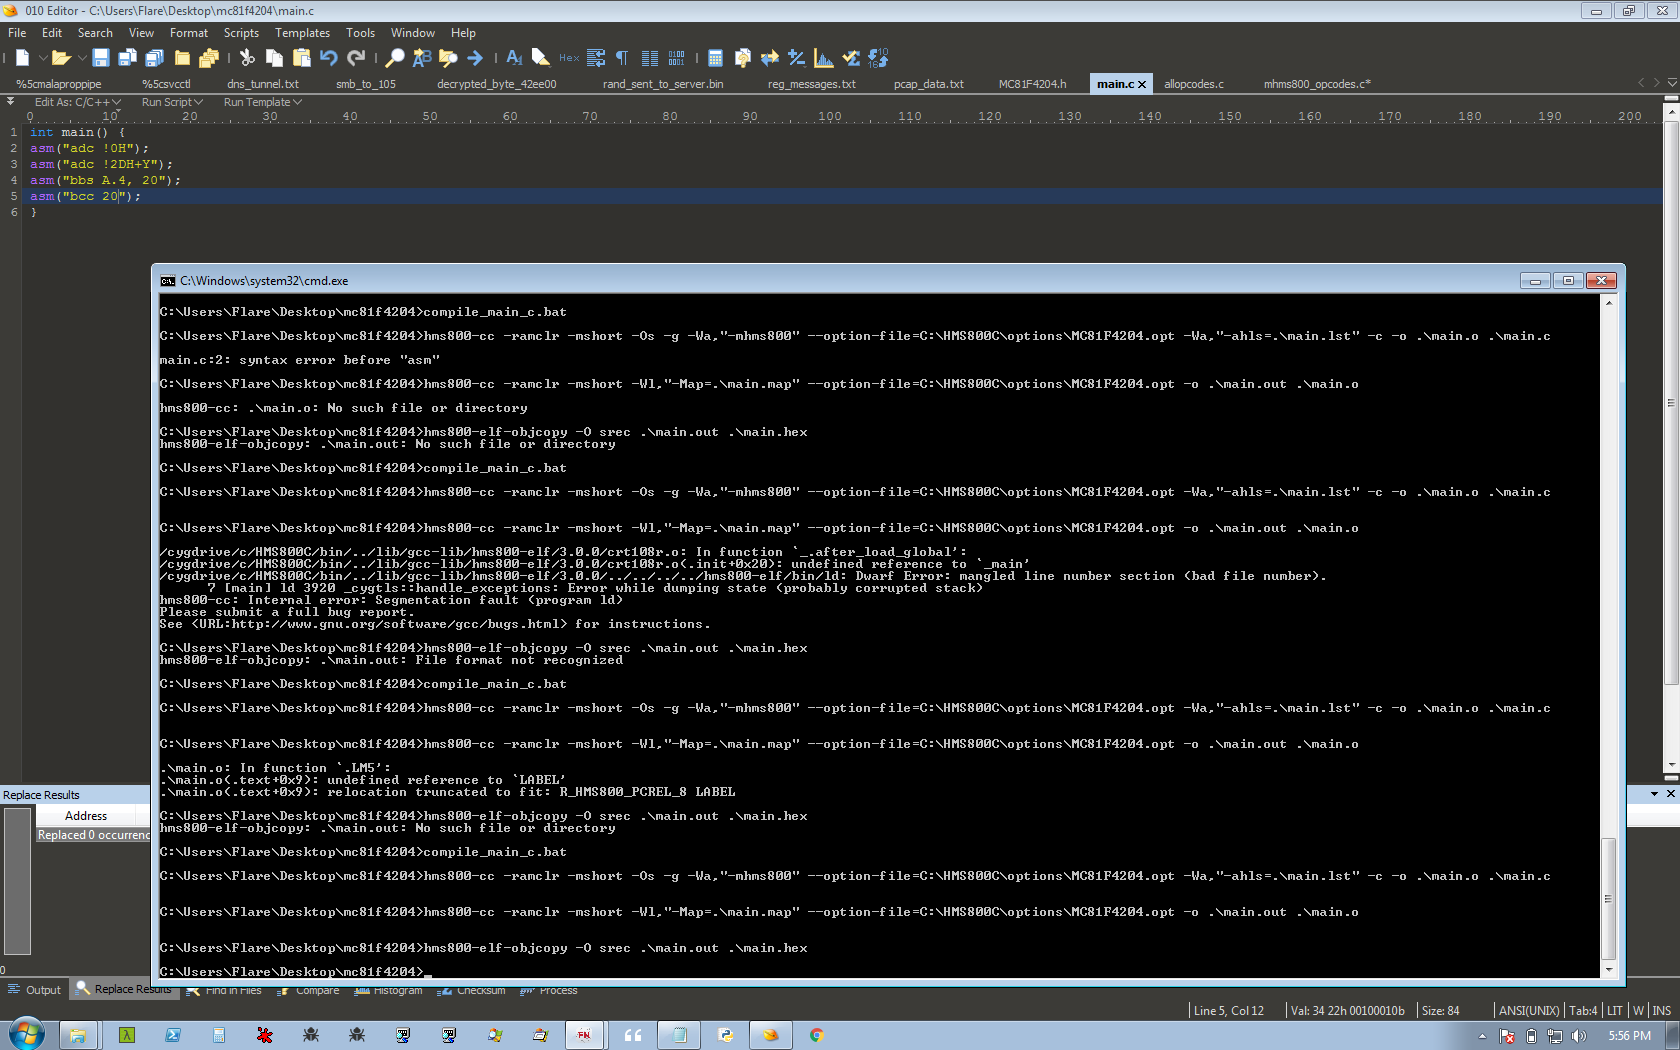 010 Editor - C:\Users\Flare\Desktop\mc81f4204\main.c
File Edit Search View Format Scripts Templates Tools Window Help
%5cmalaproppipe %5csvcctl dns_tunnel.txt smb_to_105 decrypted_byte_42ee00 rand_sent_to_server.bin reg_messages.txt pcap_data.txt MC81F4204.h main.c allopcodes.c mhms800_opcodes.c*
Edit As: C/C++ Run Script Run Template
0 10 20 30 40 50 60 70 80 90 100 110 120 130 140 150 160 170 180 190 200
1 int main() {
2 asm("adc !0H");
3 asm("adc !2DH+Y");
4 asm("bbs A.4, 20");
5 asm("bcc 20");
6 }
C:\Windows\system32\cmd.exe
C:\Users\Flare\Desktop\mc81f4204>compile_main_c.bat
C:\Users\Flare\Desktop\mc81f4204>hms800-cc -ramclr -mshort -Os -g -Wa,"-mhms800" --option-file=C:\HMS800C\options\MC81F4204.opt -Wa,"-ahls=.\main.lst" -c -o .\main.o .\main.c
main.c:2: syntax error before "asm"
C:\Users\Flare\Desktop\mc81f4204>hms800-cc -ramclr -mshort -Wl,"-Map=.\main.map" --option-file=C:\HMS800C\options\MC81F4204.opt -o .\main.out .\main.o
hms800-cc: .\main.o: No such file or directory
C:\Users\Flare\Desktop\mc81f4204>hms800-elf-objcopy -O srec .\main.out .\main.hex
hms800-elf-objcopy: .\main.out: No such file or directory
C:\Users\Flare\Desktop\mc81f4204>compile_main_c.bat
C:\Users\Flare\Desktop\mc81f4204>hms800-cc -ramclr -mshort -Os -g -Wa,"-mhms800" --option-file=C:\HMS800C\options\MC81F4204.opt -Wa,"-ahls=.\main.lst" -c -o .\main.o .\main.c
C:\Users\Flare\Desktop\mc81f4204>hms800-cc -ramclr -mshort -Wl,"-Map=.\main.map" --option-file=C:\HMS800C\options\MC81F4204.opt -o .\main.out .\main.o
/cygdrive/c/HMS800C/bin/../lib/gcc-lib/hms800-elf/3.0.0/crt108r.o: In function `_.after_load_global':
/cygdrive/c/HMS800C/bin/../lib/gcc-lib/hms800-elf/3.0.0/crt108r.o(.init+0x20): undefined reference to `_main'
/cygdrive/c/HMS800C/bin/../lib/gcc-lib/hms800-elf/3.0.0/../../../../hms800-elf/bin/ld: Dwarf Error: mangled line number section (bad file number).
7 [main] ld 3920 _cygtls::handle_exceptions: Error while dumping state (probably corrupted stack)
hms800-cc: Internal error: Segmentation fault (program ld)
Please submit a full bug report.
See <URL:http://www.gnu.org/software/gcc/bugs.html> for instructions.
C:\Users\Flare\Desktop\mc81f4204>hms800-elf-objcopy -O srec .\main.out .\main.hex
hms800-elf-objcopy: .\main.out: File format not recognized
C:\Users\Flare\Desktop\mc81f4204>compile_main_c.bat
C:\Users\Flare\Desktop\mc81f4204>hms800-cc -ramclr -mshort -Os -g -Wa,"-mhms800" --option-file=C:\HMS800C\options\MC81F4204.opt -Wa,"-ahls=.\main.lst" -c -o .\main.o .\main.c
C:\Users\Flare\Desktop\mc81f4204>hms800-cc -ramclr -mshort -Wl,"-Map=.\main.map" --option-file=C:\HMS800C\options\MC81F4204.opt -o .\main.out .\main.o
.\main.o: In function `.LM5':
.\main.o(.text+0x9): undefined reference to `LABEL'
.\main.o(.text+0x9): relocation truncated to fit: R_HMS800_PCREL_8 LABEL
C:\Users\Flare\Desktop\mc81f4204>hms800-elf-objcopy -O srec .\main.out .\main.hex
hms800-elf-objcopy: .\main.out: No such file or directory
C:\Users\Flare\Desktop\mc81f4204>compile_main_c.bat
C:\Users\Flare\Desktop\mc81f4204>hms800-cc -ramclr -mshort -Os -g -Wa,"-mhms800" --option-file=C:\HMS800C\options\MC81F4204.opt -Wa,"-ahls=.\main.lst" -c -o .\main.o .\main.c
C:\Users\Flare\Desktop\mc81f4204>hms800-cc -ramclr -mshort -Wl,"-Map=.\main.map" --option-file=C:\HMS800C\options\MC81F4204.opt -o .\main.out .\main.o
C:\Users\Flare\Desktop\mc81f4204>hms800-elf-objcopy -O srec .\main.out .\main.hex
C:\Users\Flare\Desktop\mc81f4204>_
Replace Results
Address
Replaced 0 occurrenc
0
Output Replace Results Find in Files Compare Histogram Checksum Process
Line 5, Col 12 Val: 34 22h 00100010b Size: 84 ANSI(UNIX) Tab:4 LIT W INS
5:56 PM